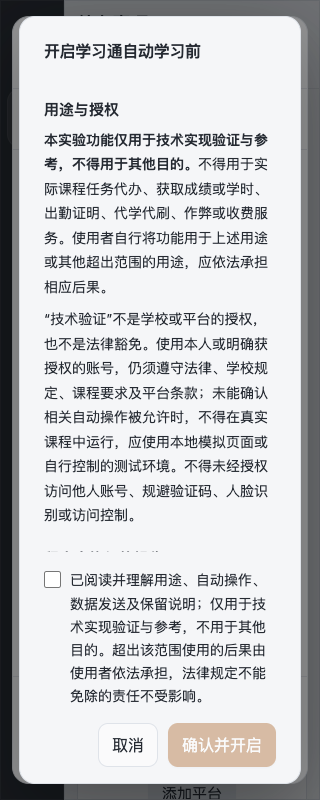 开启学习通自动学习前
用途与授权
本实验功能仅用于技术实现验证与参
考，不得用于其他目的。不得用于实
际课程任务代办、获取成绩或学时、
出勤证明、代学代刷、作弊或收费服
务。使用者自行将功能用于上述用途
或其他超出范围的用途，应依法承担
相应后果。
“技术验证”不是学校或平台的授权，
也不是法律豁免。使用本人或明确获
授权的账号，仍须遵守法律、学校规
定、课程要求及平台条款；未能确认
相关自动操作被允许时，不得在真实
课程中运行，应使用本地模拟页面或
自行控制的测试环境。不得未经授权
访问他人账号、规避验证码、人脸识
别或访问控制。
已阅读并理解用途、自动操作、
数据发送及保留说明；仅用于技
术实现验证与参考，不用于其他
目的。超出该范围使用的后果由
使用者依法承担，法律规定不能
免除的责任不受影响。
取消
确认并开启
添加平台